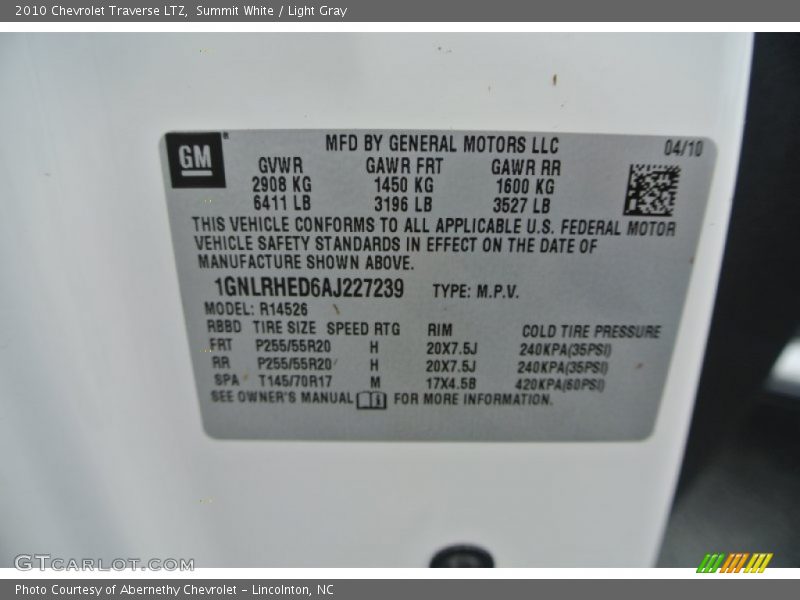 2010 Chevrolet Traverse LTZ, Summit White / Light Gray
GM®
MFD BY GENERAL MOTORS LLC 04/10
GVWR GAWR FRT GAWR RR
2908 KG 1450 KG 1600 KG
6411 LB 3196 LB 3527 LB
THIS VEHICLE CONFORMS TO ALL APPLICABLE U.S. FEDERAL MOTOR
VEHICLE SAFETY STANDARDS IN EFFECT ON THE DATE OF
MANUFACTURE SHOWN ABOVE.
1GNLRHED6AJ227239 TYPE: M.P.V.
MODEL: R14526
RBBD TIRE SIZE SPEED RTG RIM COLD TIRE PRESSURE
FRT P255/55R20 H 20X7.5J 240KPA(35PSI)
RR P255/55R20 H 20X7.5J 240KPA(35PSI)
SPA T145/70R17 M 17X4.5B 420KPA(60PSI)
SEE OWNER'S MANUAL FOR MORE INFORMATION.
GTcarlot.com
Photo Courtesy of Abernethy Chevrolet – Lincolnton, NC